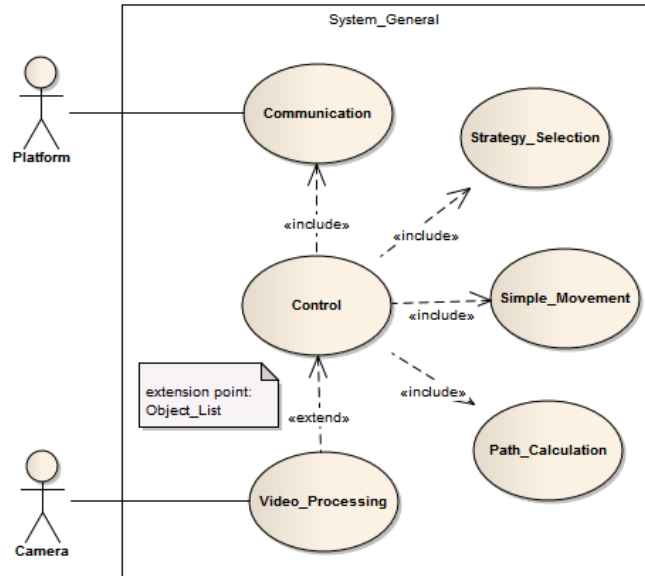 System_General
Communication
Strategy_Selection
Platform
«include»
«include»
Control
Simple_Movement
«include»
extension point:
Object_List
«include»
«extend»
Path_Calculation
Video_Processing
Camera